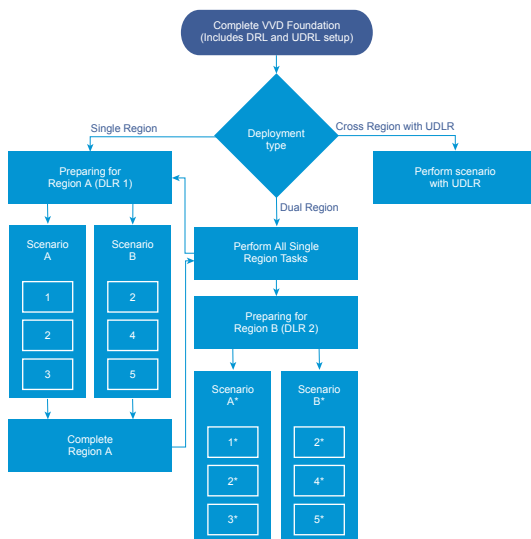 Complete VVD Foundation
(Includes DRL and UDRL setup)
Deployment
type
Single Region
Cross Region with UDLR
Dual Region
Preparing for
Region A (DLR 1)
Perform scenario
with UDLR
Scenario
A
1
2
3
Scenario
B
2
4
5
Complete
Region A
Perform All Single
Region Tasks
Preparing for
Region B (DLR 2)
Scenario
A*
1*
2*
3*
Scenario
B*
2*
4*
5*